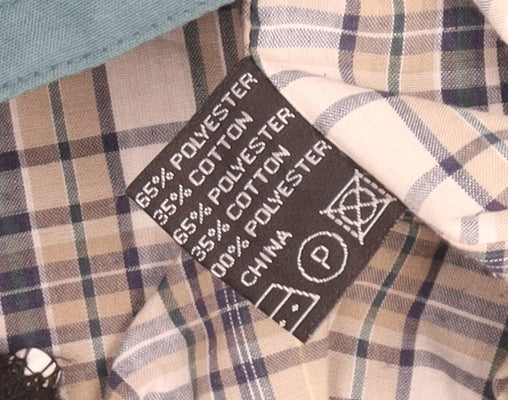 65% POLYESTER
35% COTTON
65% POLYESTER
35% COTTON
00% POLYESTER
CHINA
P